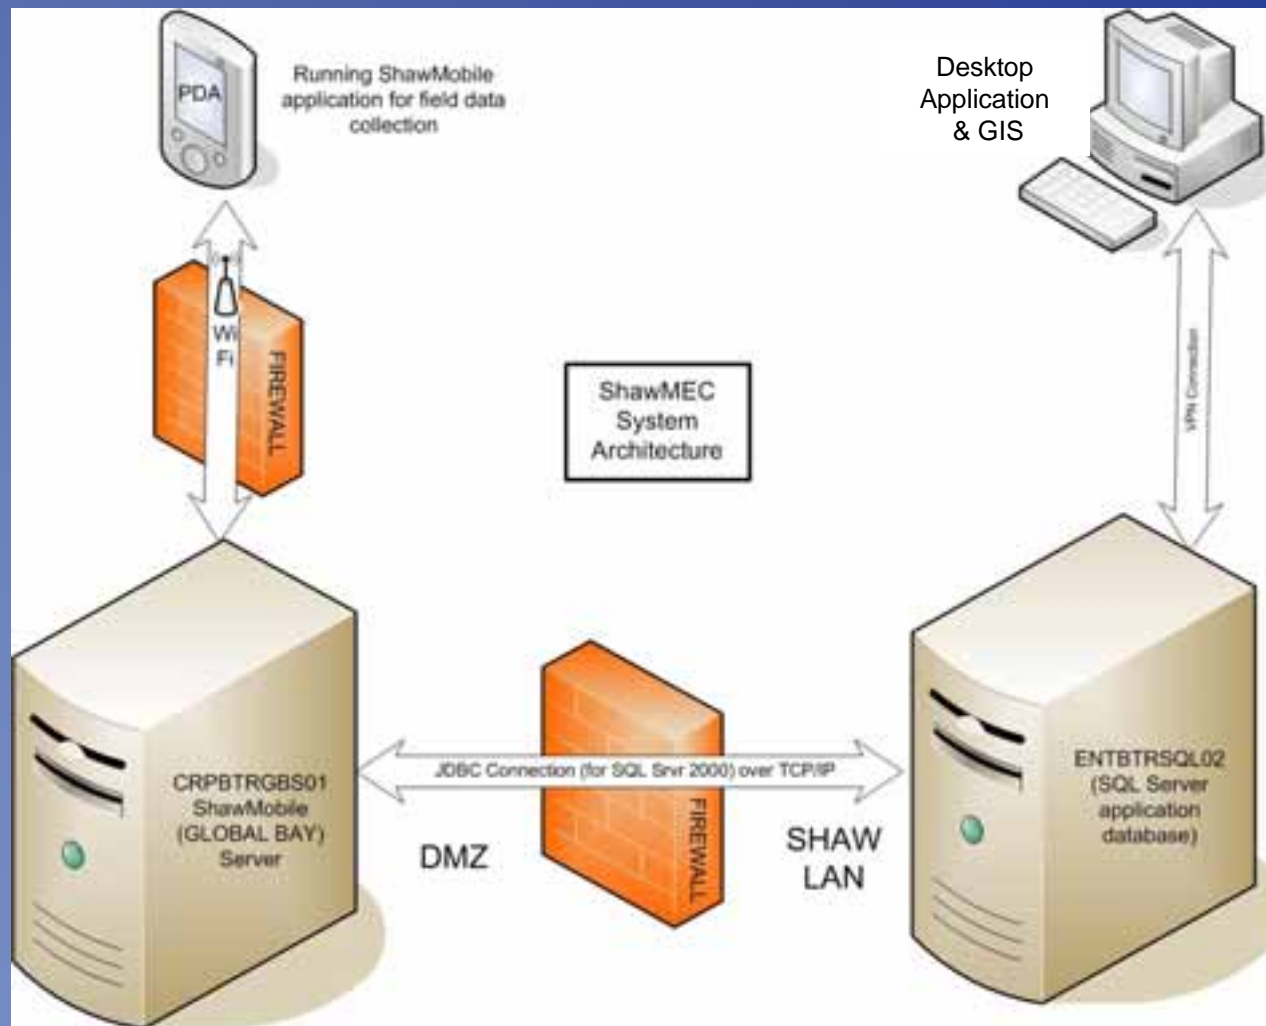 PDA
Running ShawMobile
application for field data
collection
Desktop
Application
& GIS
Wi
Fi
FIREWALL
ShawMEC
System
Architecture
VPN Connection
CRPBTRGBS01
ShawMobile
(GLOBAL BAY)
Server
JDBC Connection (for SQL Srvr 2000) over TCP/IP
DMZ
FIREWALL
SHAW
LAN
ENTBTRSQL02
(SQL Server
application
database)